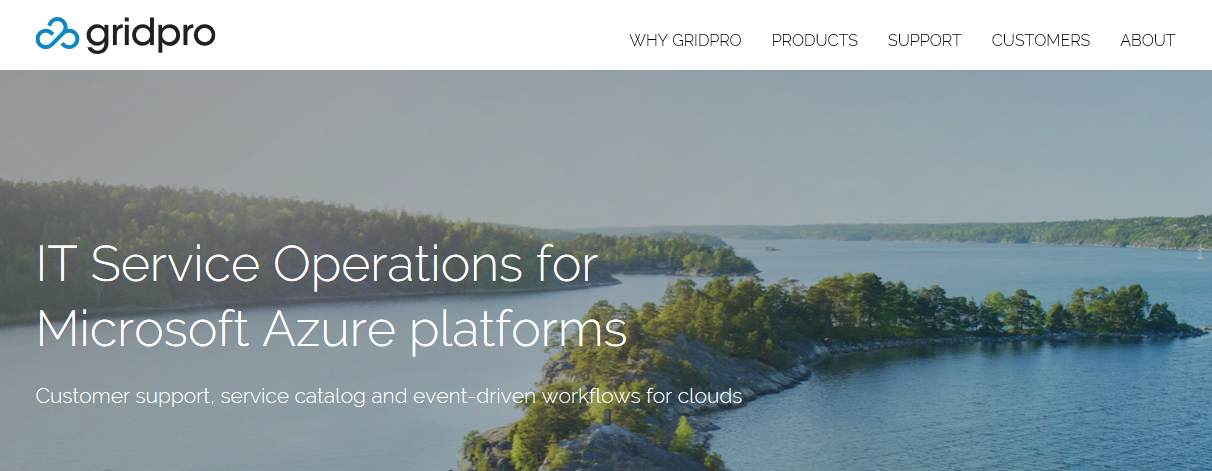 gridpro
WHY GRIDPRO PRODUCTS SUPPORT CUSTOMERS ABOUT
IT Service Operations for
Microsoft Azure platforms
Customer support, service catalog and event-driven workflows for clouds